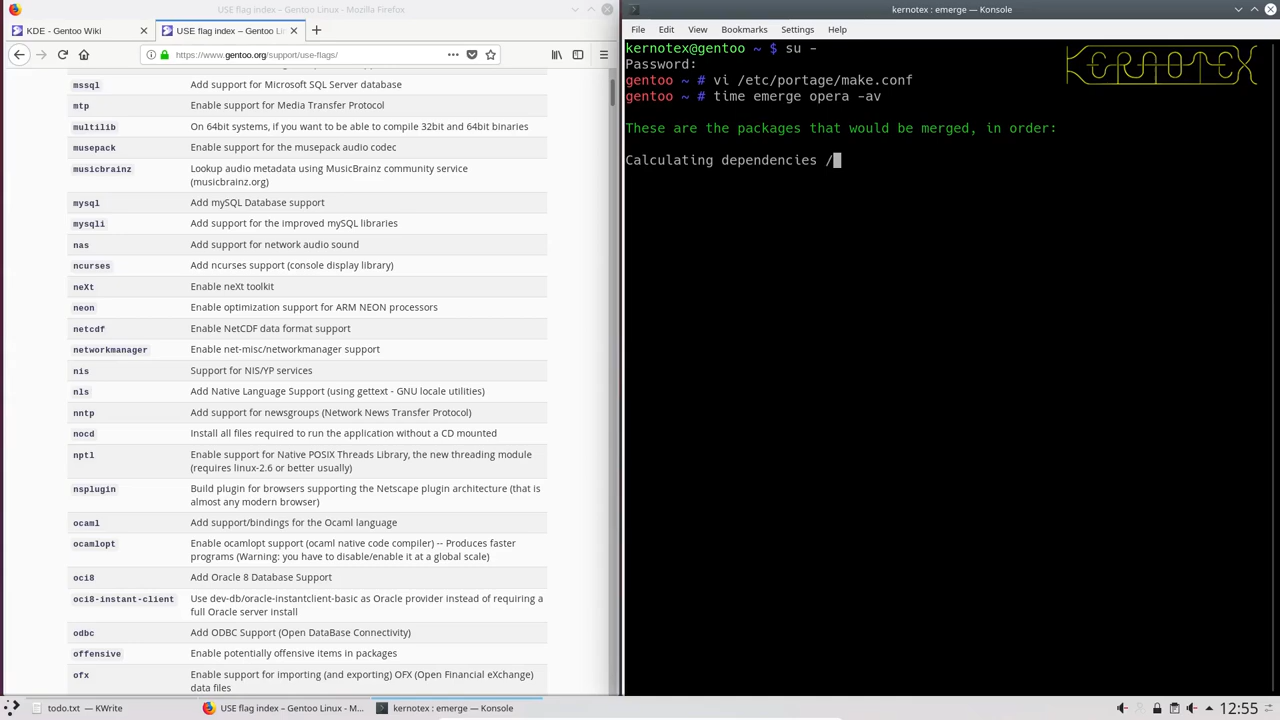 USE flag index – Gentoo Linux - Mozilla Firefox
KDE - Gentoo Wiki
USE flag index – Gentoo Li
https://www.gentoo.org/support/use-flags/
mssql Add support for Microsoft SQL Server database
mtp Enable support for Media Transfer Protocol
multilib On 64bit systems, if you want to be able to compile 32bit and 64bit binaries
musepack Enable support for the musepack audio codec
musicbrainz Lookup audio metadata using MusicBrainz community service
(musicbrainz.org)
mysql Add mySQL Database support
mysqli Add support for the improved mySQL libraries
nas Add support for network audio sound
ncurses Add ncurses support (console display library)
neXt Enable neXt toolkit
neon Enable optimization support for ARM NEON processors
netcdf Enable NetCDF data format support
networkmanager Enable net-misc/networkmanager support
nis Support for NIS/YP services
nls Add Native Language Support (using gettext - GNU locale utilities)
nntp Add support for newsgroups (Network News Transfer Protocol)
nocd Install all files required to run the application without a CD mounted
nptl Enable support for Native POSIX Threads Library, the new threading module
(requires linux-2.6 or better usually)
nsplugin Build plugin for browsers supporting the Netscape plugin architecture (that is
almost any modern browser)
ocaml Add support/bindings for the Ocaml language
ocamlopt Enable ocamlopt support (ocaml native code compiler) -- Produces faster
programs (Warning: you have to disable/enable it at a global scale)
oci8 Add Oracle 8 Database Support
oci8-instant-client Use dev-db/oracle-instantclient-basic as Oracle provider instead of requiring a
full Oracle server install
odbc Add ODBC Support (Open DataBase Connectivity)
offensive Enable potentially offensive items in packages
ofx Enable support for importing (and exporting) OFX (Open Financial eXchange)
data files
kernotex : emerge — Konsole
File Edit View Bookmarks Settings Help
kernotex@gentoo ~ $ su -
Password:
gentoo ~ # vi /etc/portage/make.conf
gentoo ~ # time emerge opera -av
These are the packages that would be merged, in order:
Calculating dependencies /
KERNOTEX
todo.txt — KWrite
USE flag index – Gentoo Linux - M...
kernotex : emerge — Konsole
12:55